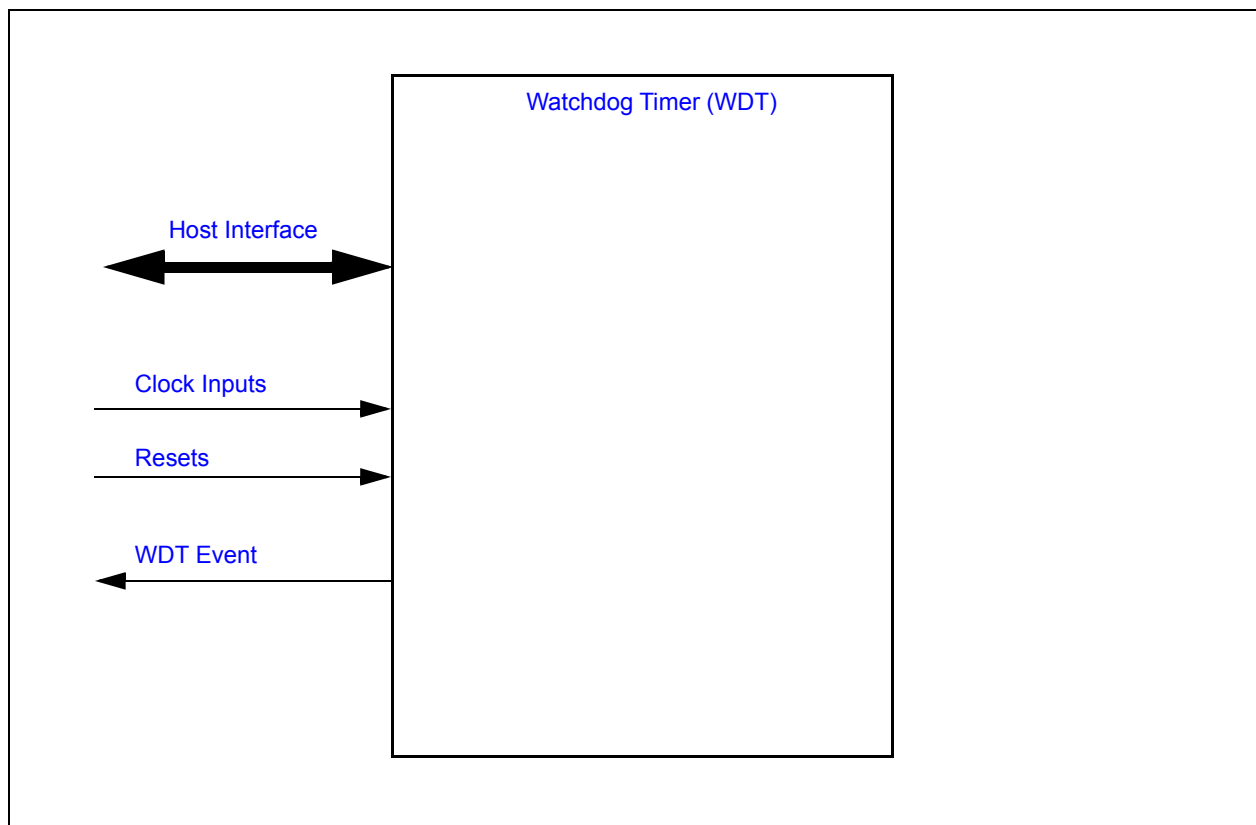 Watchdog Timer (WDT)
Host Interface
Clock Inputs
Resets
WDT Event